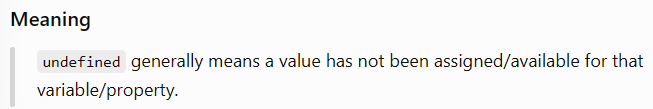 Meaning
undefined generally means a value has not been assigned/available for that
variable/property.